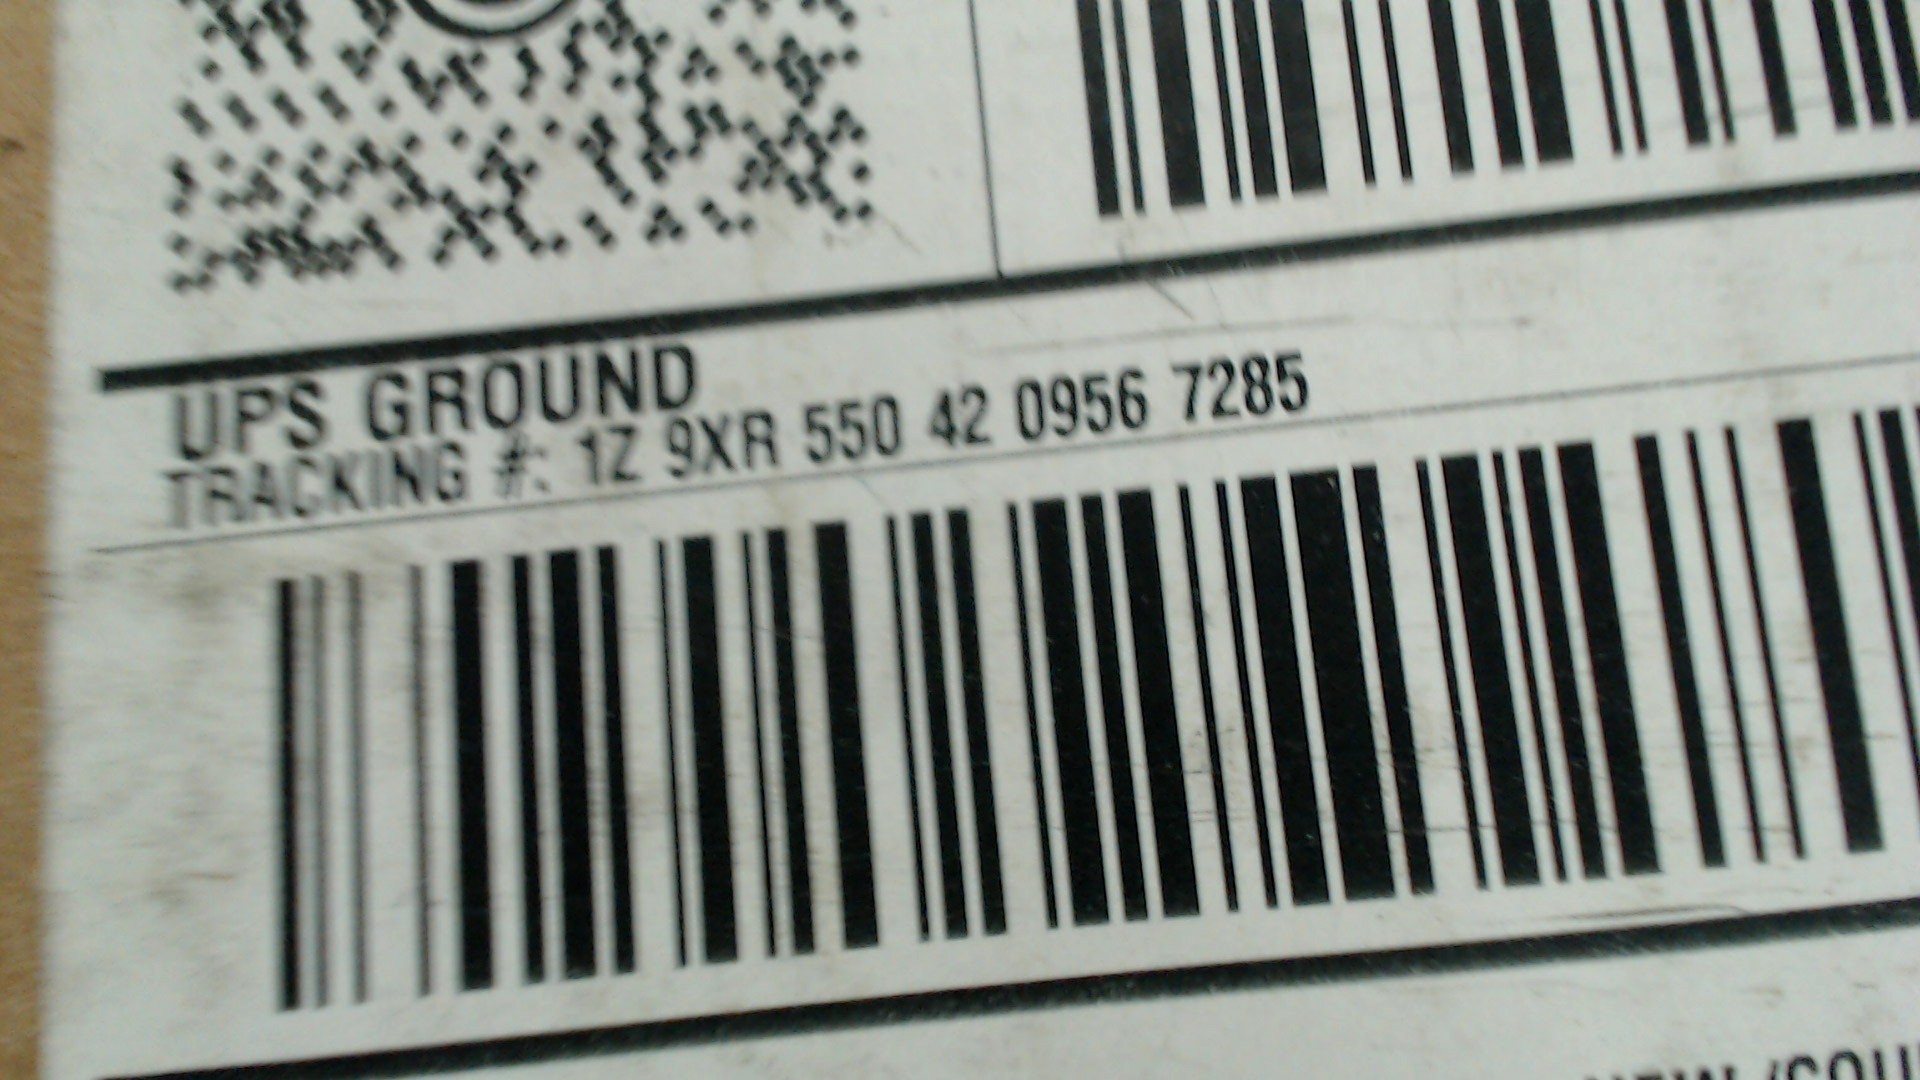 UPS GROUND
TRACKING #: 1Z 9XR 550 42 0956 7285